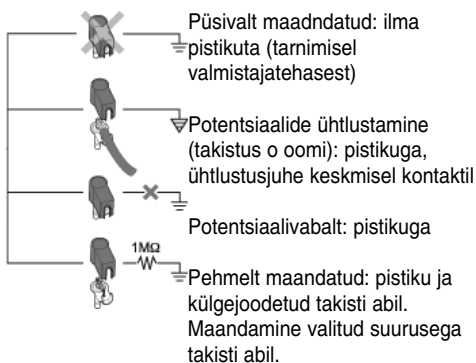 Püsivalt maadndatud: ilma
pistikuta (tarnimisel
valmistajatehasest)
Potentsiaalide ühtlustamine
(takistus o oomi): pistikuga,
ühtlustusjuhe keskmisel kontaktil
Potentsiaalivabalt: pistikuga
1MΩ
Pehmelt maandatud: pistiku ja
külgejoodetud takisti abil.
Maandamine valitud suurusega
takisti abil.